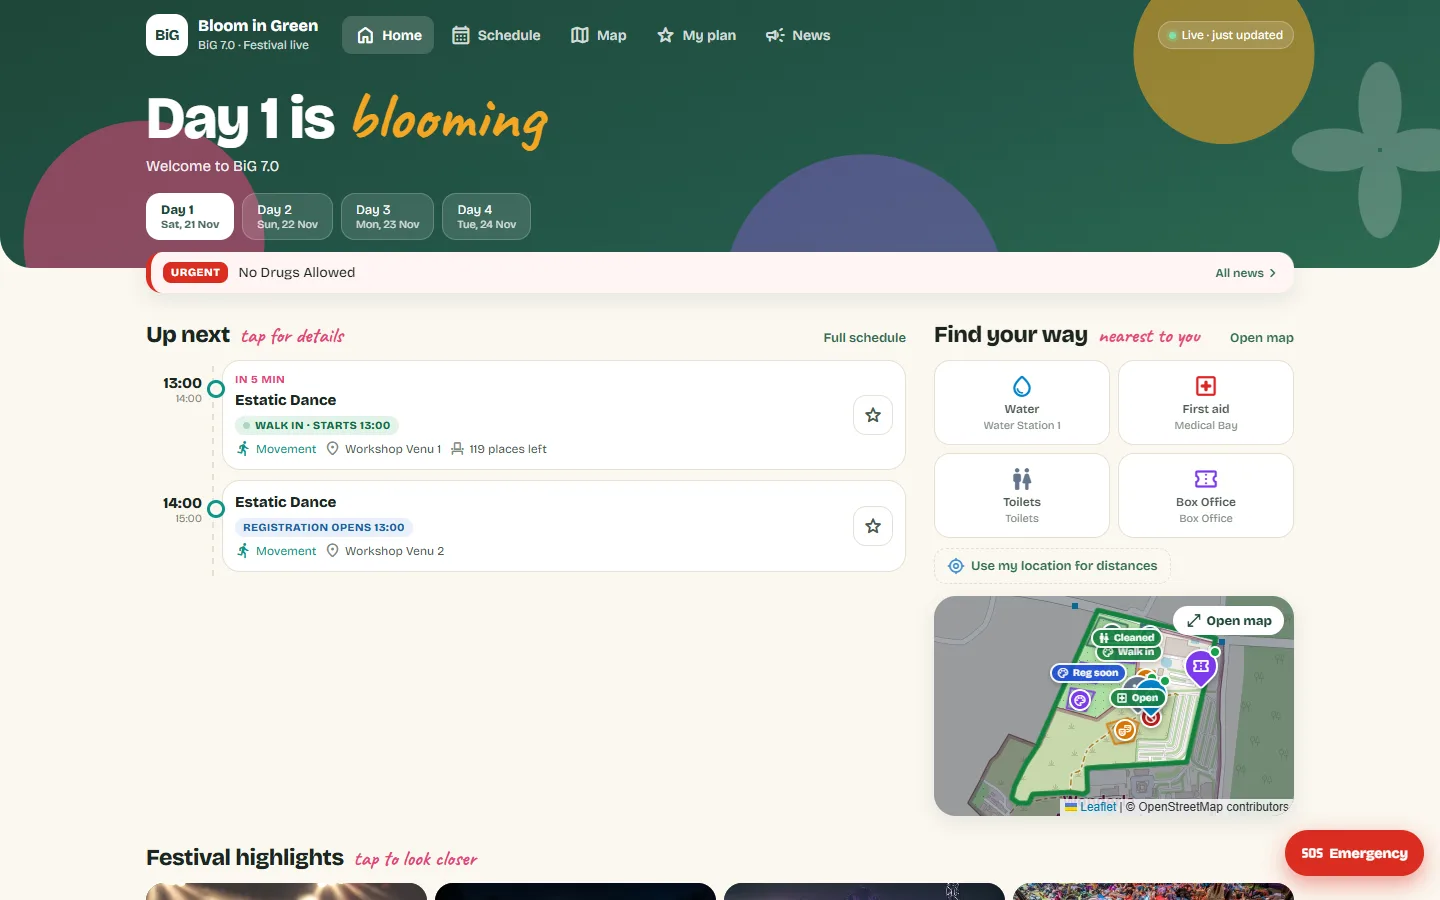 BiG
Bloom in Green
BiG 7.0 · Festival live
Home
Schedule
Map
My plan
News
Live · just updated
Day 1 is blooming
Welcome to BiG 7.0
Day 1
Sat, 21 Nov
Day 2
Sun, 22 Nov
Day 3
Mon, 23 Nov
Day 4
Tue, 24 Nov
URGENT No Drugs Allowed
All news
Up next tap for details
Full schedule
13:00
14:00
IN 5 MIN
Estatic Dance
WALK IN · STARTS 13:00
Movement Workshop Venu 1 119 places left
14:00
15:00
Estatic Dance
REGISTRATION OPENS 13:00
Movement Workshop Venu 2
Find your way nearest to you
Open map
Water
Water Station 1
First aid
Medical Bay
Toilets
Toilets
Box Office
Box Office
Use my location for distances
Open map
Cleaned
Walk in
Reg soon
Open
Leaflet | © OpenStreetMap contributors
Festival highlights tap to look closer
SOS Emergency